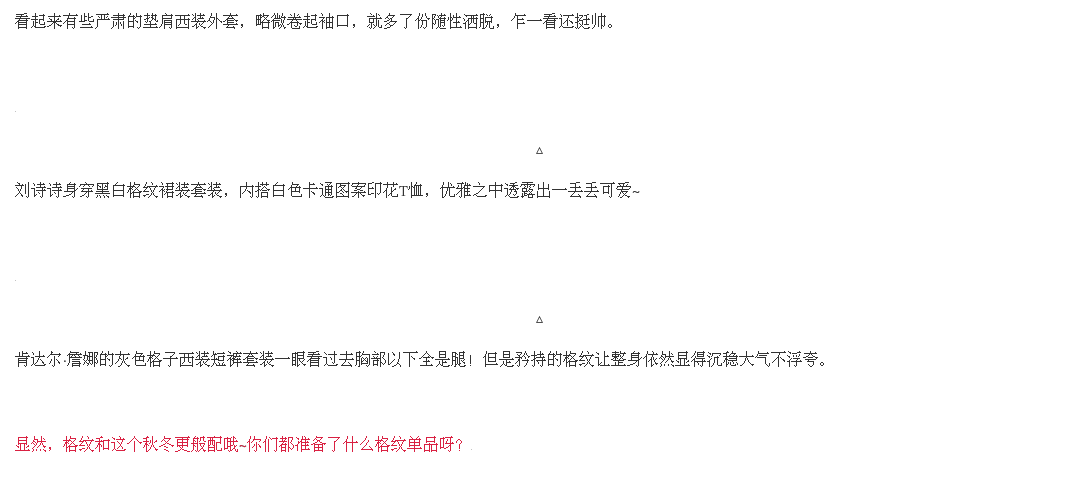 看起来有些严肃的垫肩西装外套，略微卷起袖口，就多了份随性洒脱，乍一看还挺帅。
△
刘诗诗身穿黑白格纹裙装套装，内搭白色卡通图案印花T恤，优雅之中透露出一丢丢可爱~
△
肯达尔·詹娜的灰色格子西装短裤套装一眼看过去胸部以下全是腿！但是矜持的格纹让整身依然显得沉稳大气不浮夸。
显然，格纹和这个秋冬更般配哦~你们都准备了什么格纹单品呀？